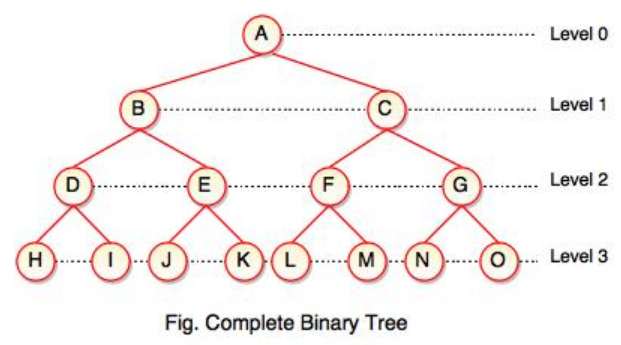 A Level 0
B C Level 1
D E F G Level 2
H I J K L M N O Level 3
Fig. Complete Binary Tree